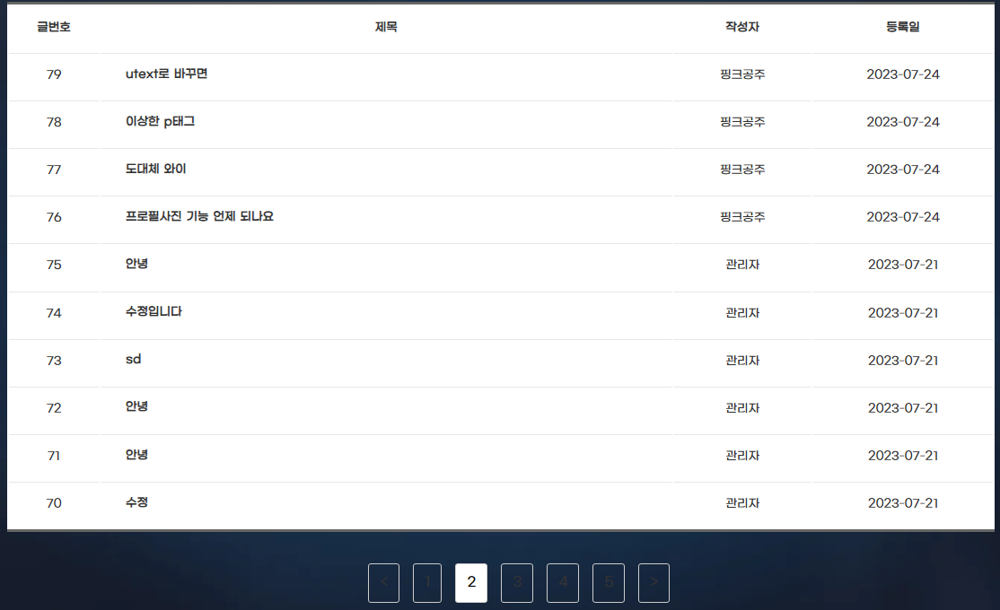 글번호 제목 작성자 등록일
79 utext로 바꾸면 핑크공주 2023-07-24
78 이상한 p태그 핑크공주 2023-07-24
77 도대체 와이 핑크공주 2023-07-24
76 프로필사진 기능 언제 되나요 핑크공주 2023-07-24
75 안녕 관리자 2023-07-21
74 수정입니다 관리자 2023-07-21
73 sd 관리자 2023-07-21
72 안녕 관리자 2023-07-21
71 안녕 관리자 2023-07-21
70 수정 관리자 2023-07-21
< 1 2 3 4 5 >